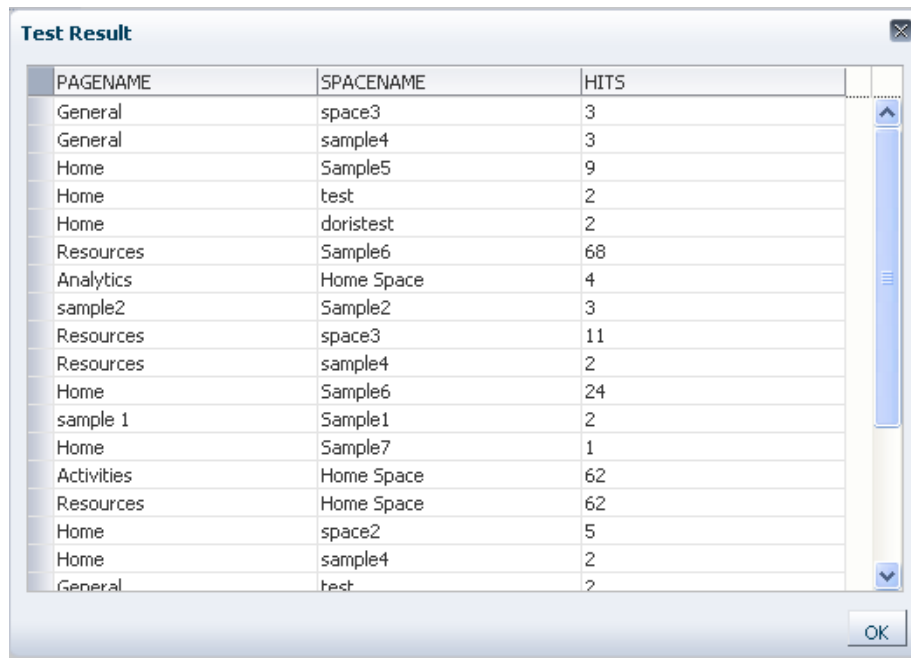 Test Result
PAGENAME SPACENAME HITS
General space3 3
General sample4 3
Home Sample5 9
Home test 2
Home doristest 2
Resources Sample6 68
Analytics Home Space 4
sample2 Sample2 3
Resources space3 11
Resources sample4 2
Home Sample6 24
sample 1 Sample1 2
Home Sample7 1
Activities Home Space 62
Resources Home Space 62
Home space2 5
Home sample4 2
General test 2
OK